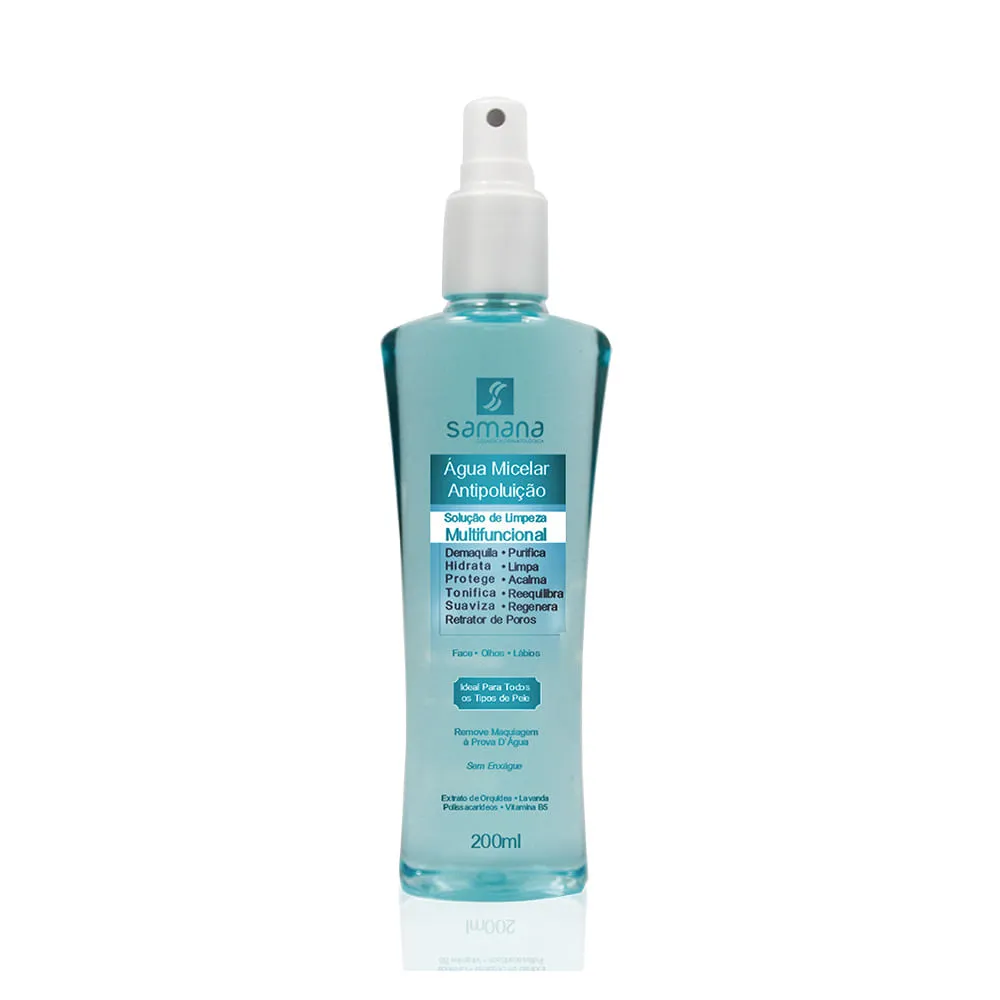 samana
Água Micelar
Antipoluição
Solução de Limpeza
Multifuncional
Demaquila • Purifica
Hidrata • Limpa
Protege • Acalma
Tonifica • Reequilibra
Suaviza • Regenera
Retrator de Poros
Face • Olhos • Lábios
Ideal Para Todos
os Tipos de Pele
Remove Maquiagem
à Prova D'Água
Sem Enxágue
Extrato de Orquídea • Lavanda
Polissacarídeos • Vitamina B5
200ml